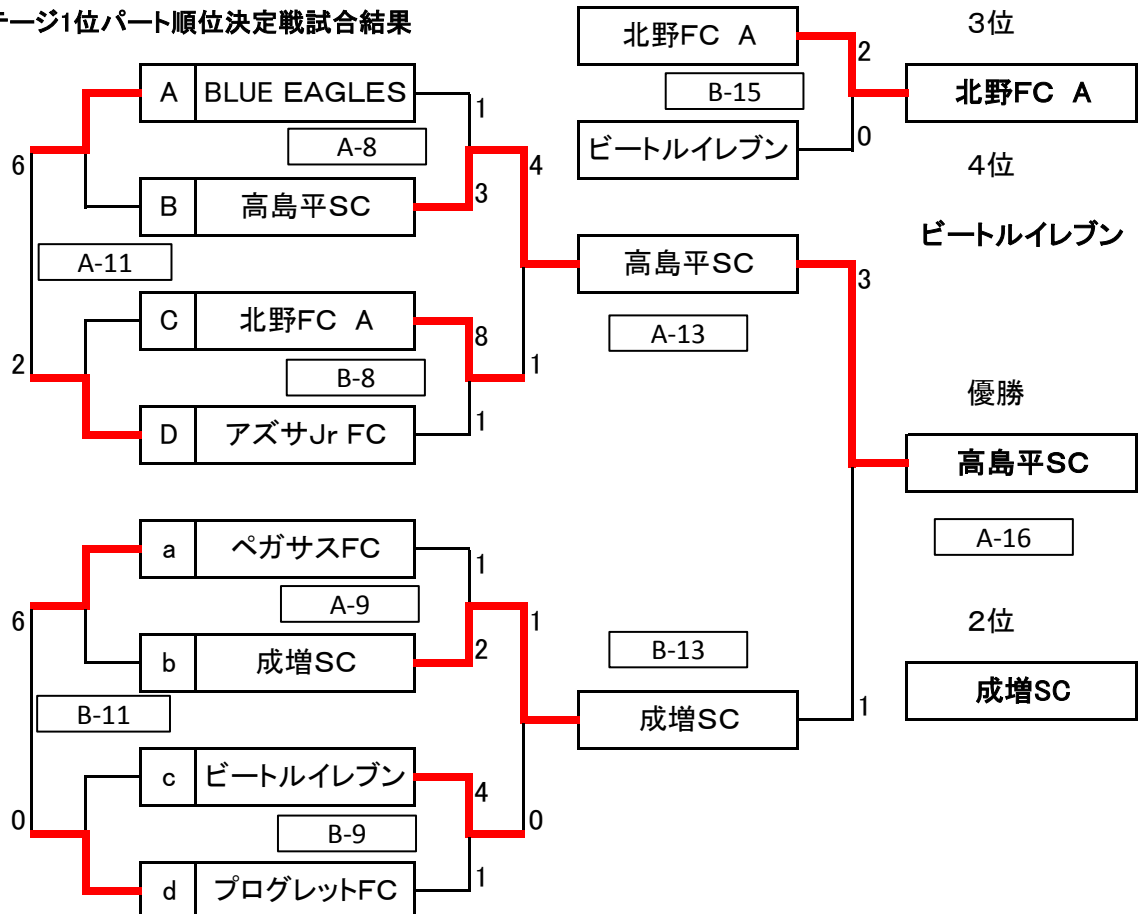 テージ1位パート順位決定戦試合結果
北野FC A
2
3位
B-15
北野FC A
ビートルイレブン
0
4位
ビートルイレブン
A BLUE EAGLES
1
A-8
6
4
B 高島平SC
3
A-11
高島平SC
3
C 北野FC A
8
A-13
2
B-8
1
D アズサJr FC
1
優勝
高島平SC
A-16
a ペガサスFC
1
A-9
6
1
b 成増SC
2
B-13
2位
B-11
成増SC
1
成増SC
c ビートルイレブン
4
0
B-9
0
d プログレットFC
1